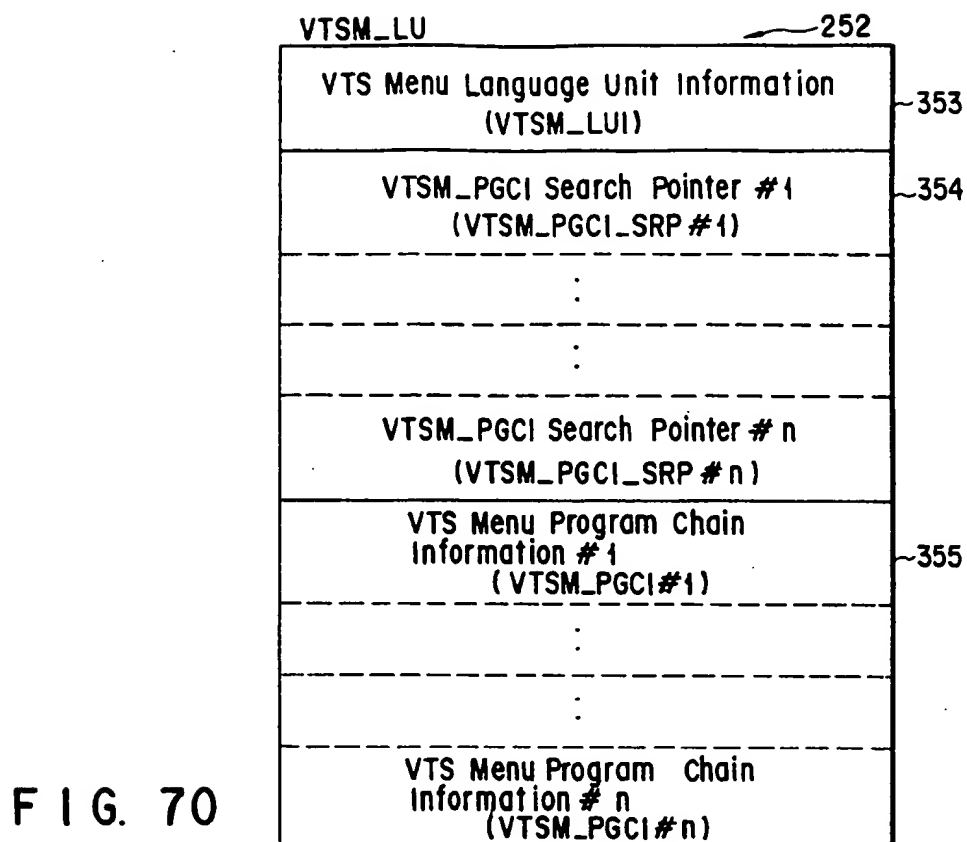 VTSM_LU 252
VTS Menu Language Unit Information
(VTSM_LUI)
353
VTSM_PGCI Search Pointer #1
(VTSM_PGCI_SRP #1)
354
VTSM_PGCI Search Pointer # n
(VTSM_PGCI_SRP # n)
VTS Menu Program Chain
Information # 1
(VTSM_PGCI#1)
355
VTS Menu Program Chain
Information # n
(VTSM_PGCI#n)
FIG. 70